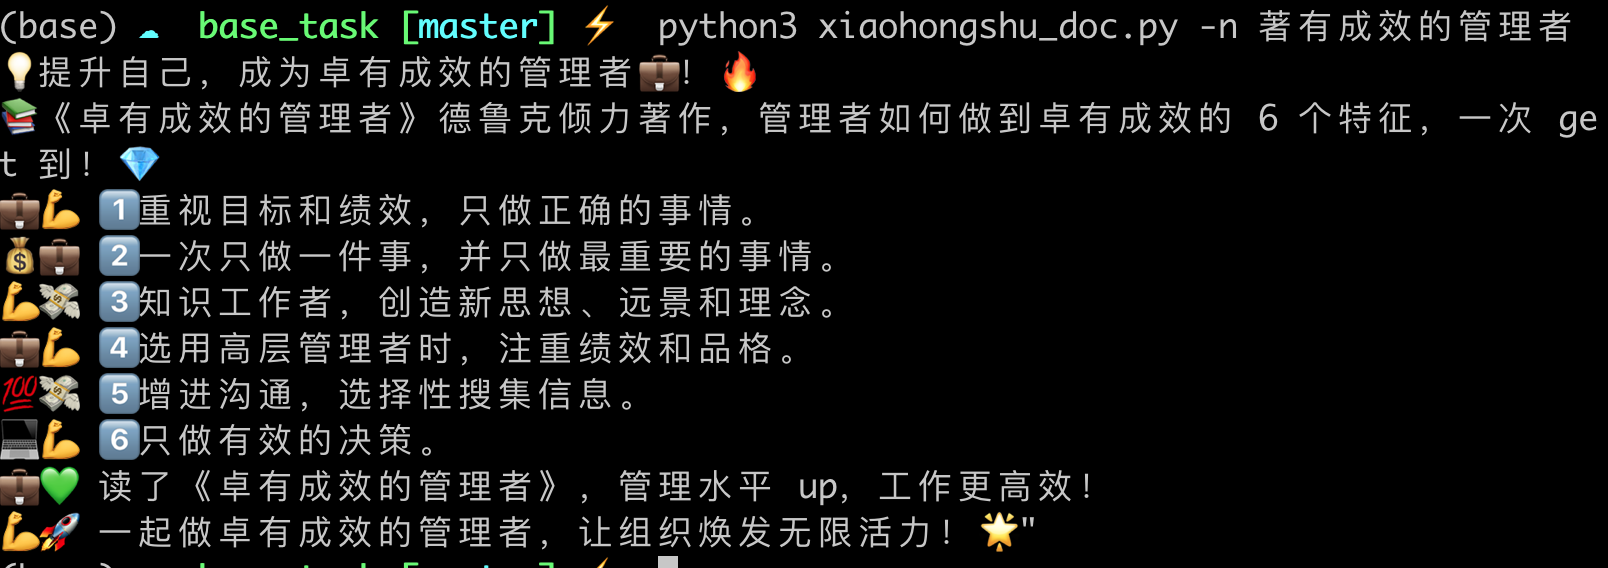 (base) ☁  base_task [master] ⚡  python3 xiaohongshu_doc.py -n 著有成效的管理者
💡提升自己，成为卓有成效的管理者💼！🔥
📚《卓有成效的管理者》德鲁克倾力著作，管理者如何做到卓有成效的 6 个特征，一次 ge
t 到！💎
💼💪 1️⃣重视目标和绩效，只做正确的事情。
💰💼 2️⃣一次只做一件事，并只做最重要的事情。
💪💸 3️⃣知识工作者，创造新思想、远景和理念。
💼💪 4️⃣选用高层管理者时，注重绩效和品格。
💯💸 5️⃣增进沟通，选择性搜集信息。
💻💪 6️⃣只做有效的决策。
💼💚 读了《卓有成效的管理者》，管理水平 up，工作更高效！
💪🚀 一起做卓有成效的管理者，让组织焕发无限活力！🌟"
(base) ☁  base_task [master] ⚡